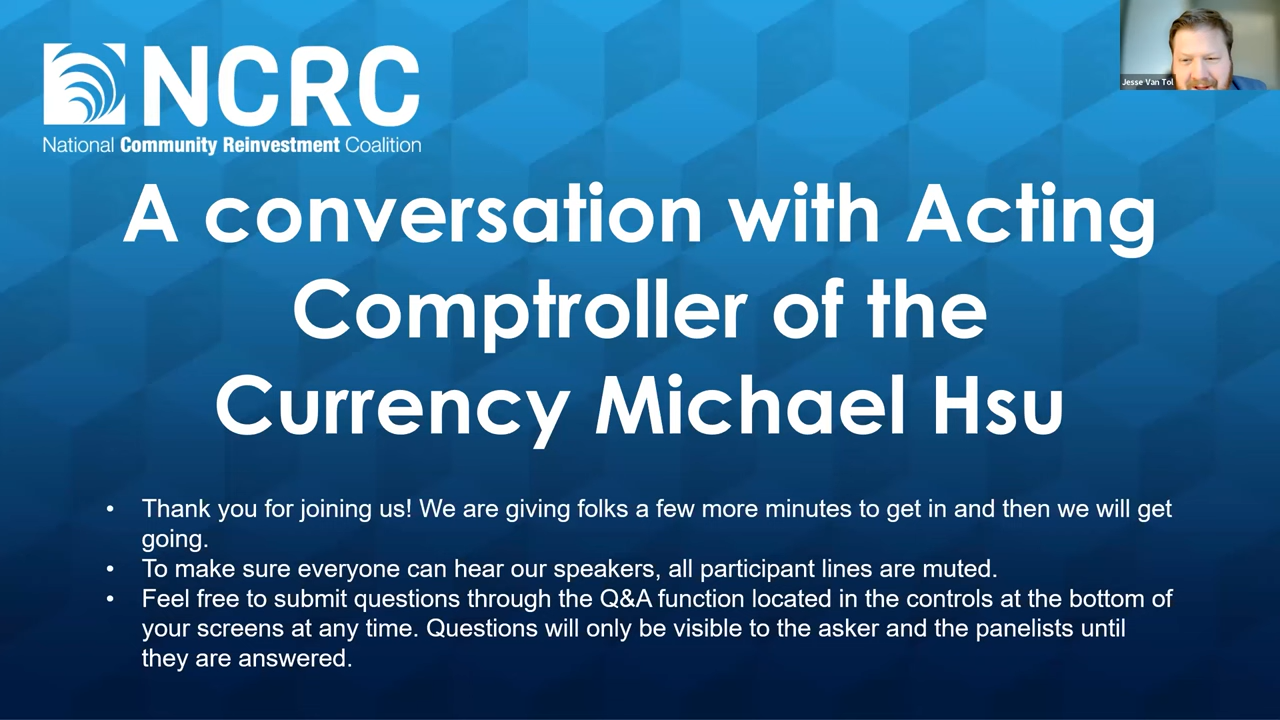 NCRC
National Community Reinvestment Coalition
Jesse Van Tol
A conversation with Acting
Comptroller of the
Currency Michael Hsu
• Thank you for joining us! We are giving folks a few more minutes to get in and then we will get
going.
• To make sure everyone can hear our speakers, all participant lines are muted.
• Feel free to submit questions through the Q&A function located in the controls at the bottom of
your screens at any time. Questions will only be visible to the asker and the panelists until
they are answered.